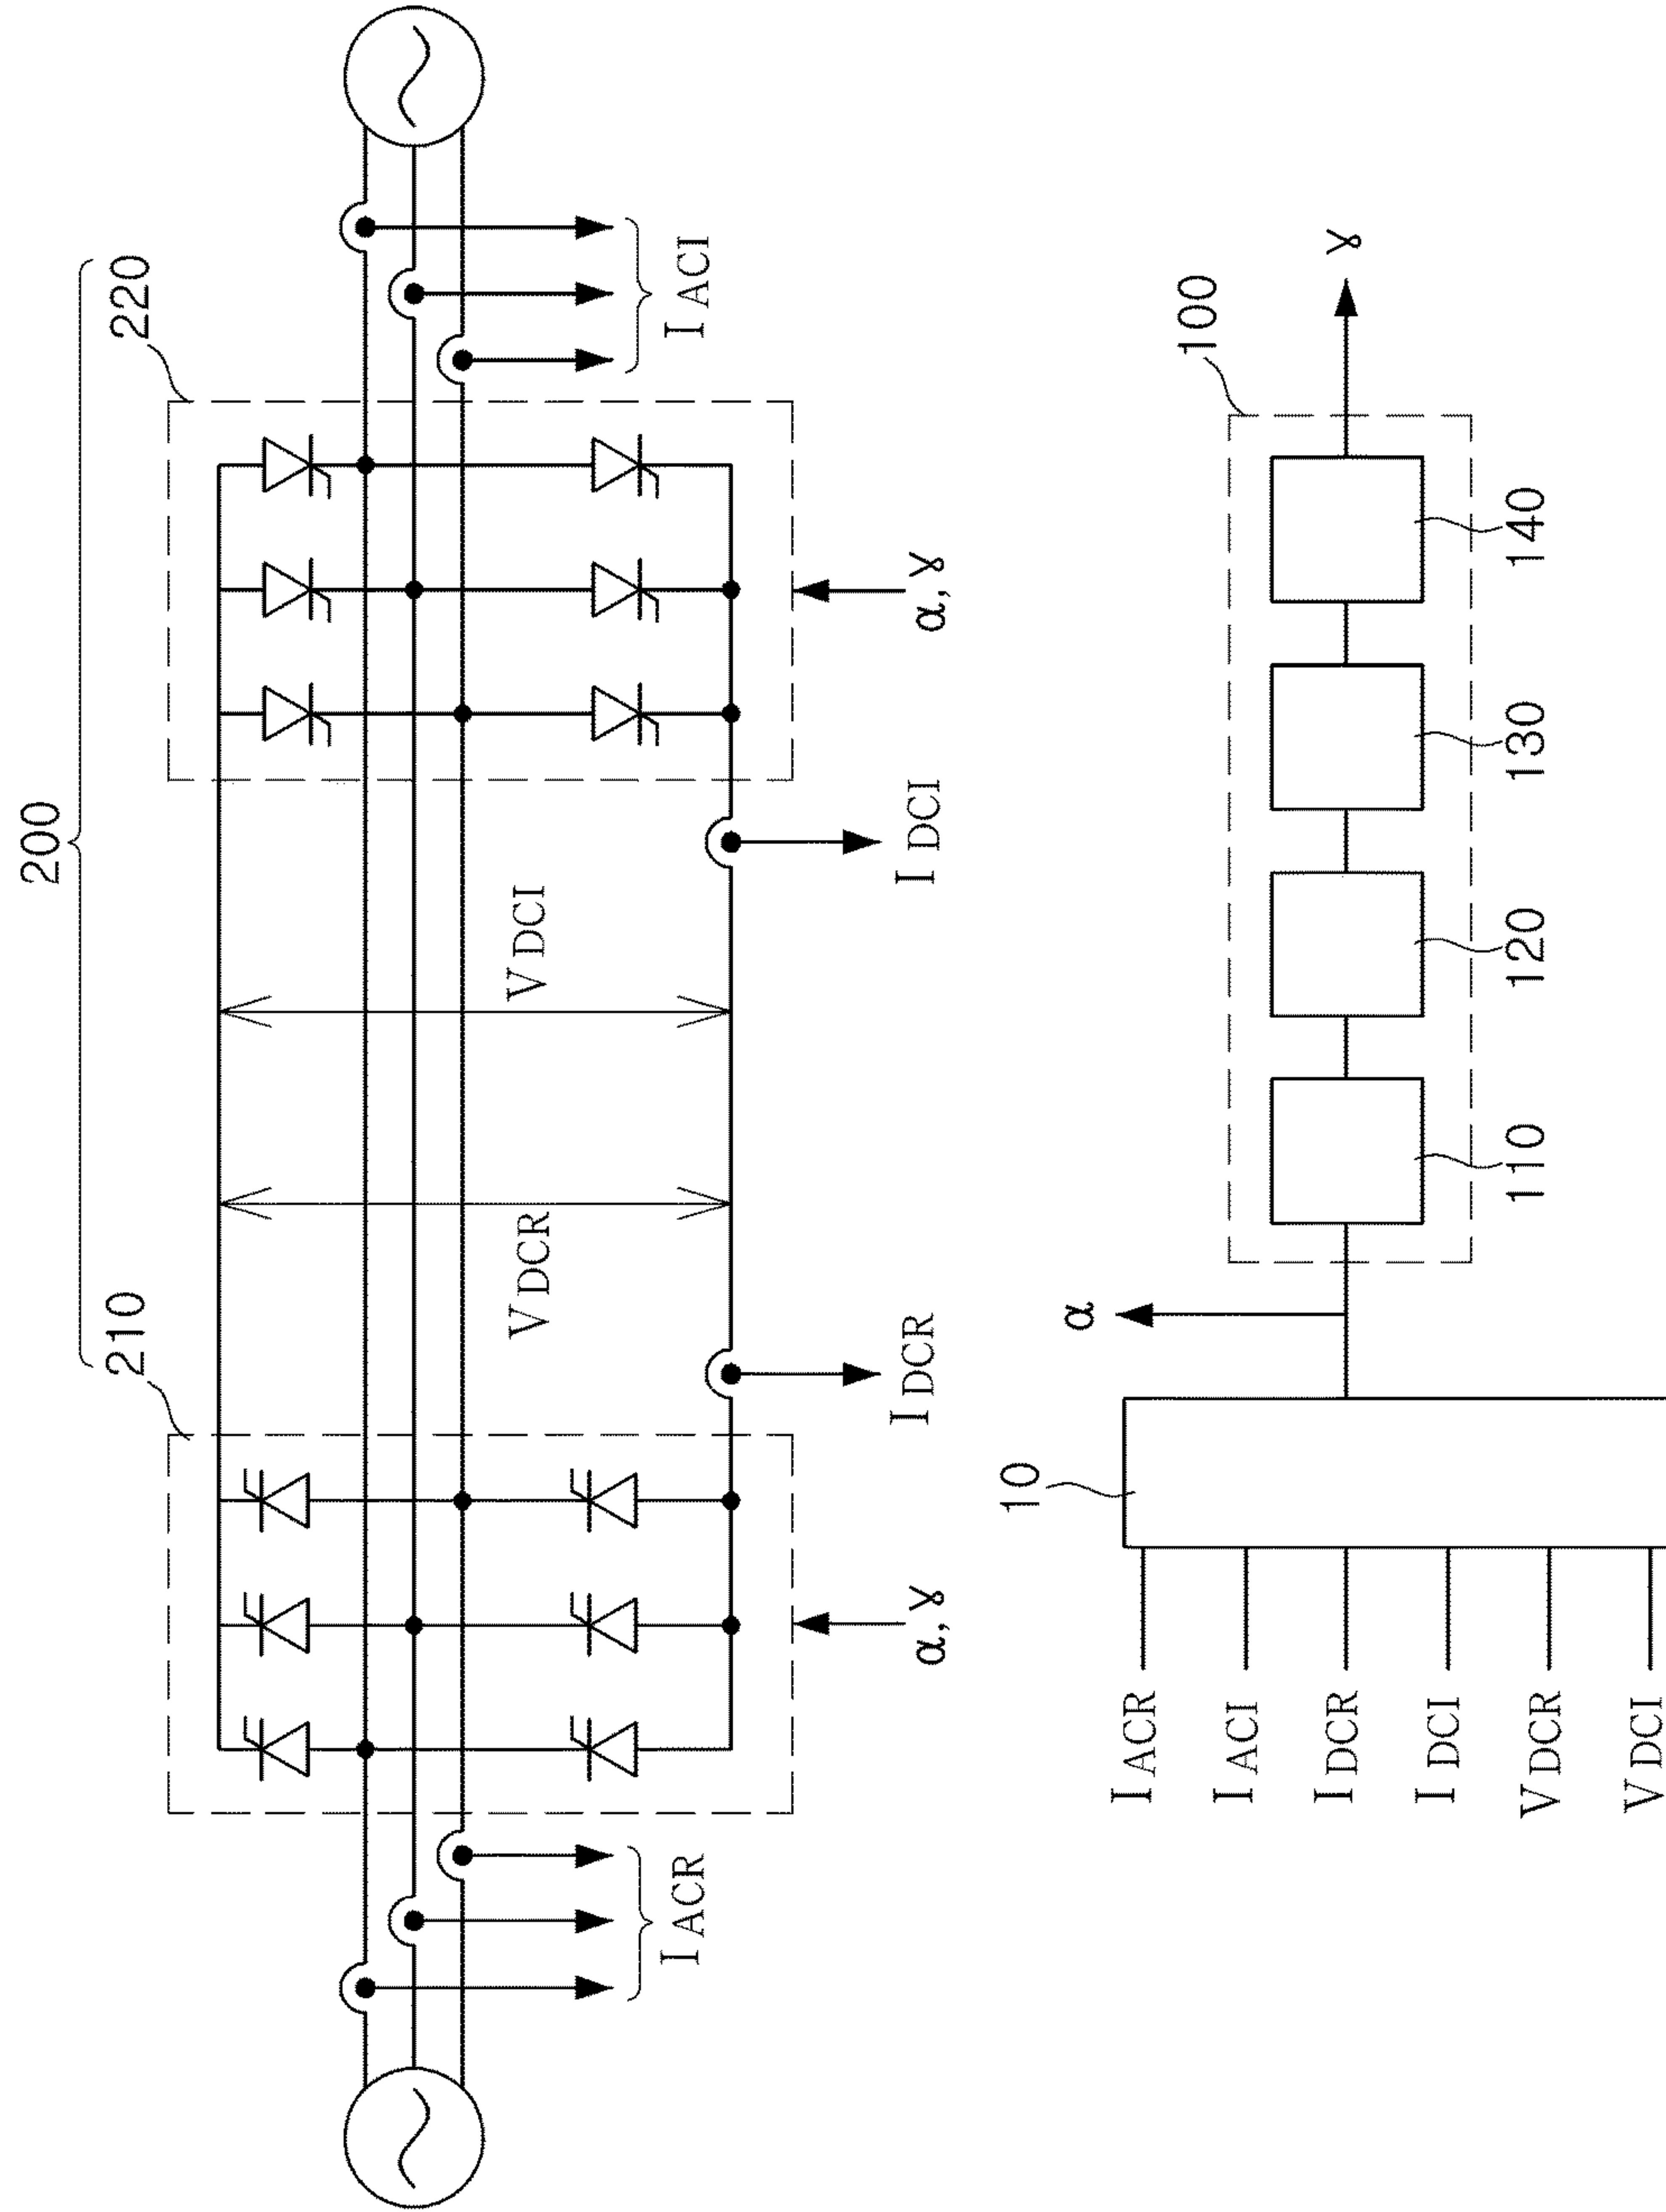 200
210
220
V DCR
V DCI
I ACR
I ACI
I DCR
I DCI
α, ɣ
α, ɣ
10
α
100
ɣ
I ACR
I ACI
I DCR
I DCI
V DCR
V DCI
110
120
130
140